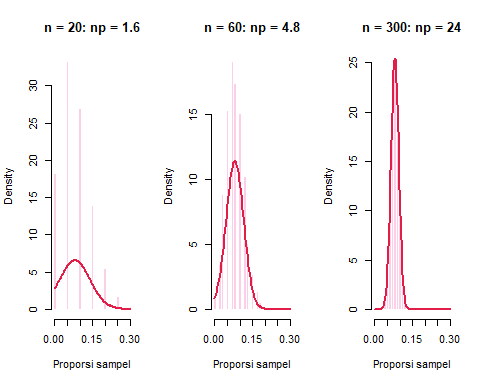 n = 20: np = 1.6
n = 60: np = 4.8
n = 300: np = 24
Density
30
25
20
15
10
5
0
0.00 0.15 0.30
Proporsi sampel
Density
15
10
5
0
0.00 0.15 0.30
Proporsi sampel
Density
25
20
15
10
5
0
0.00 0.15 0.30
Proporsi sampel